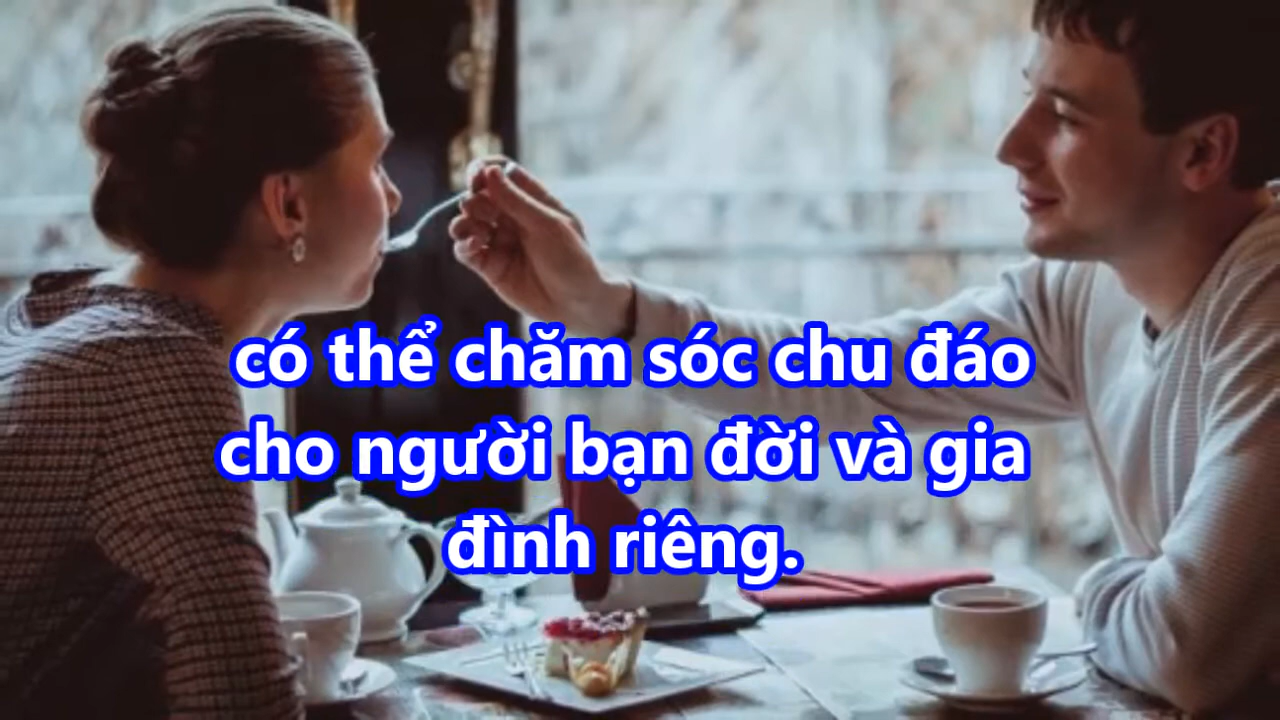 có thể chăm sóc chu đáo
cho người bạn đời và gia
đình riêng.